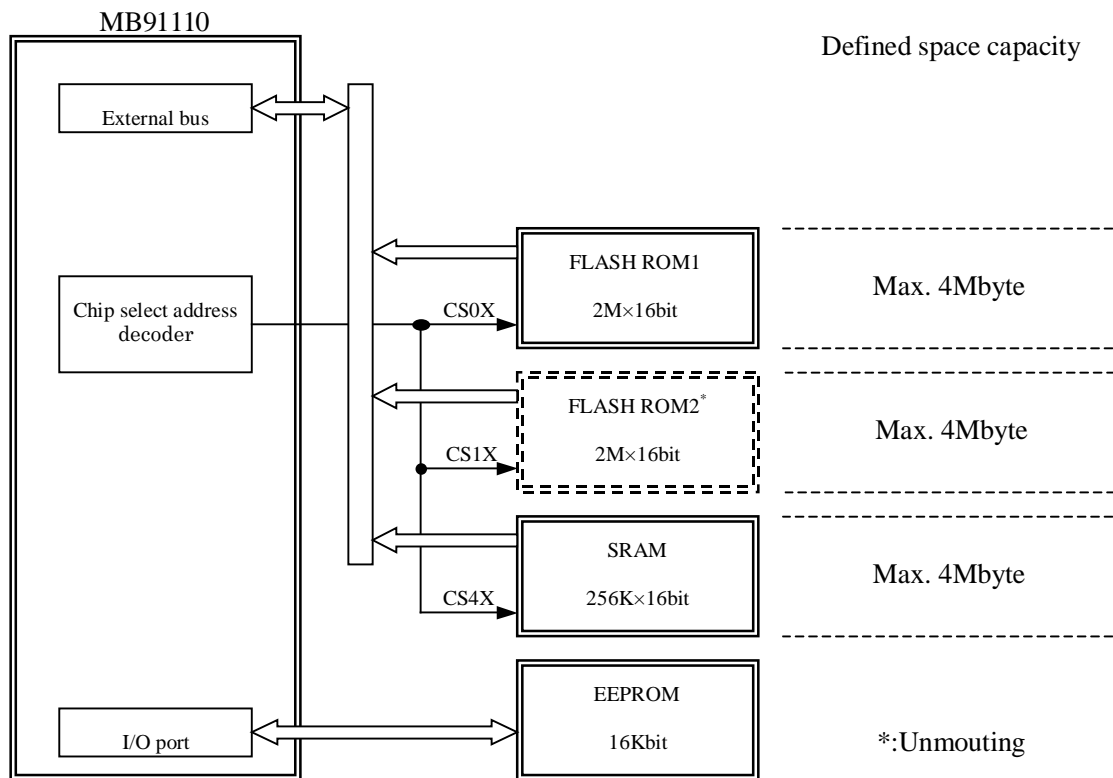 MB91110
Defined space capacity
External bus
FLASH ROM1
2M×16bit
Max. 4Mbyte
Chip select address
decoder
CS0X
FLASH ROM2*
2M×16bit
Max. 4Mbyte
CS1X
SRAM
256K×16bit
Max. 4Mbyte
CS4X
EEPROM
16Kbit
I/O port
*:Unmouting